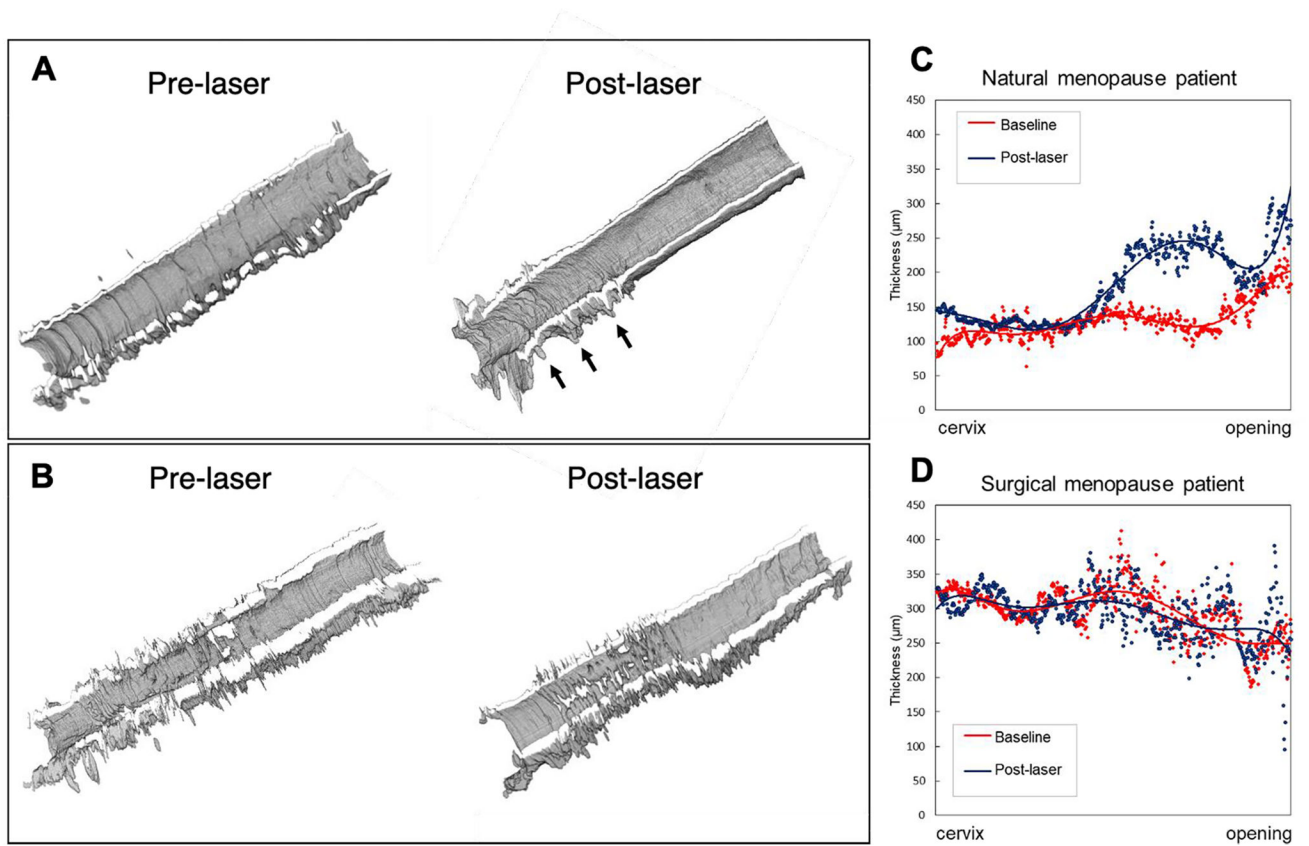 A
Pre-laser
Post-laser
B
Pre-laser
Post-laser
C
Natural menopause patient
Thickness (µm)
450
400
350
300
250
200
150
100
50
0
Baseline
Post-laser
cervix
opening
D
Surgical menopause patient
Thickness (µm)
450
400
350
300
250
200
150
100
50
0
Baseline
Post-laser
cervix
opening